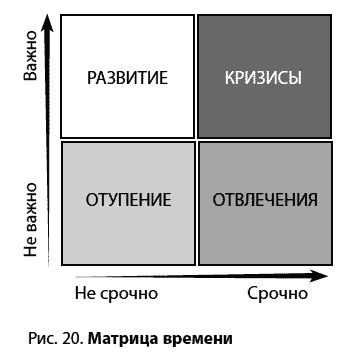 Важно
РАЗВИТИЕ
КРИЗИСЫ
Не важно
ОТУПЕНИЕ
ОТВЛЕЧЕНИЯ
Не срочно
Срочно
Рис. 20. Матрица времени